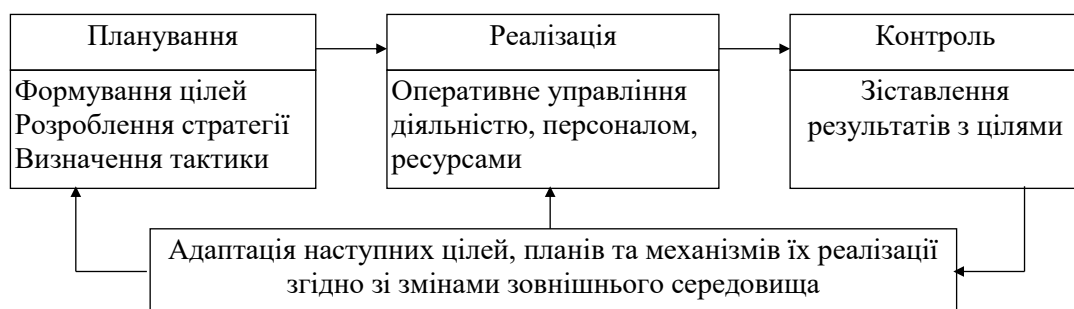 Планування
Формування цілей
Розроблення стратегії
Визначення тактики
Реалізація
Оперативне управління
діяльністю, персоналом,
ресурсами
Контроль
Зіставлення
результатів з цілями
Адаптація наступних цілей, планів та механізмів їх реалізації
згідно зі змінами зовнішнього середовища